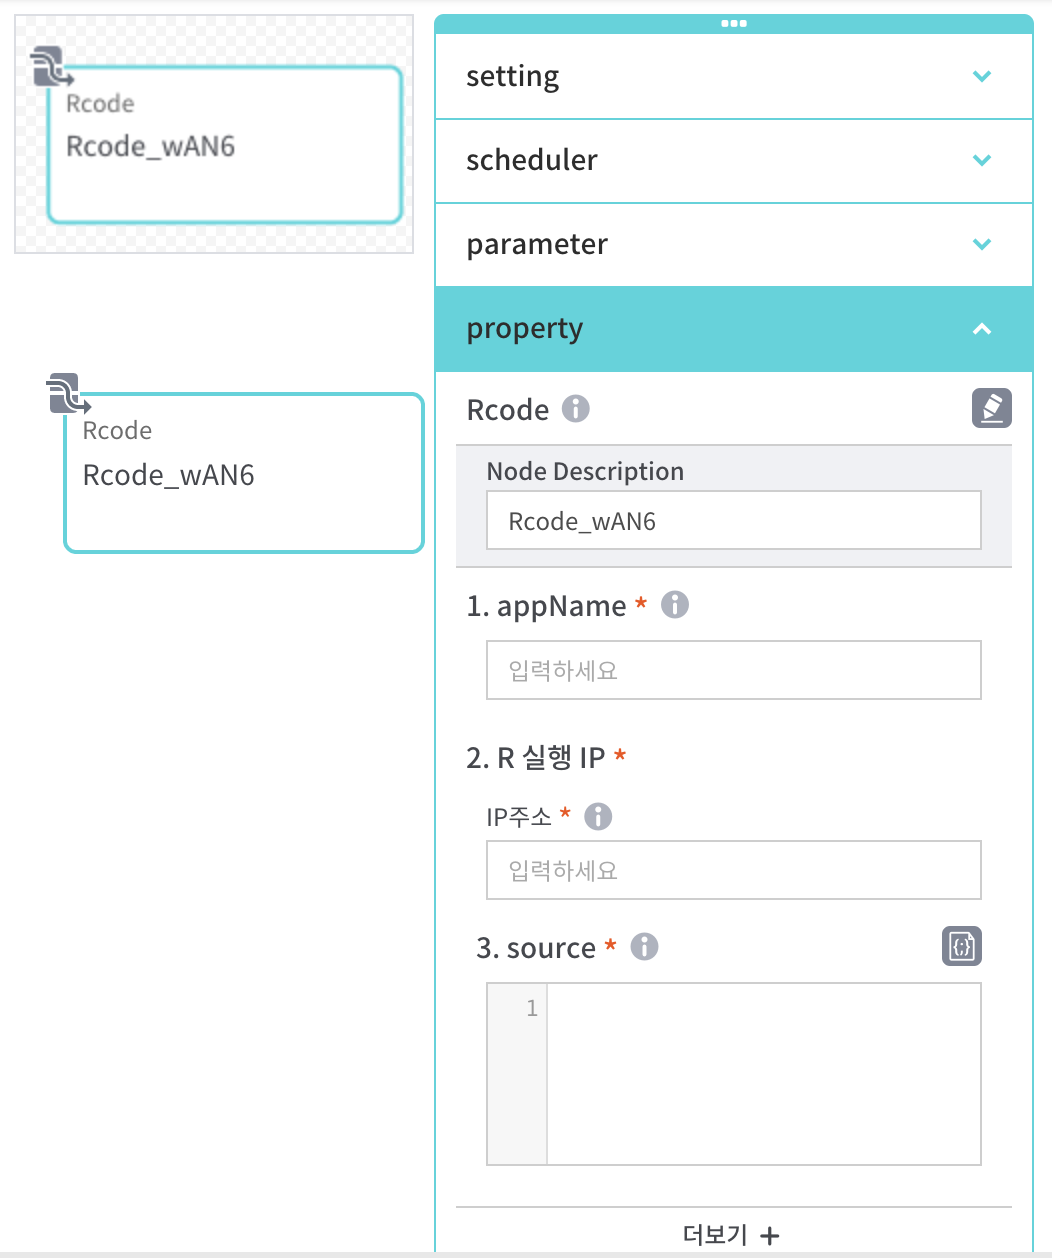 Rcode
Rcode_wAN6
Rcode
Rcode_wAN6
setting
scheduler
parameter
property
Rcode
Node Description
Rcode_wAN6
1. appName *
입력하세요
2. R 실행 IP *
IP주소 *
입력하세요
3. source *
{;}
1
더보기 +